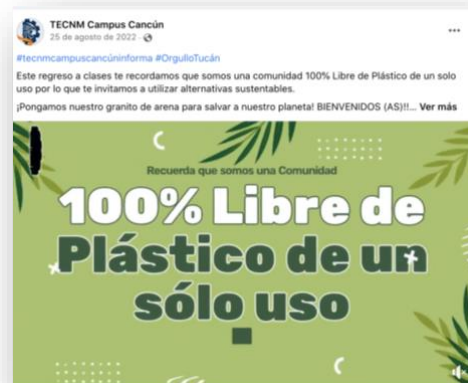 TECNM Campus Cancún
25 de agosto de 2022 ·
#tecnmcampuscancúninforma #OrgulloTucán
Este regreso a clases te recordamos que somos una comunidad 100% Libre de Plástico de un solo
uso por lo que te invitamos a utilizar alternativas sustentables.
¡Pongamos nuestro granito de arena para salvar a nuestro planeta! BIENVENIDOS (AS)!!... Ver más
Recuerda que somos una Comunidad
100% Libre de
Plástico de un
sólo uso